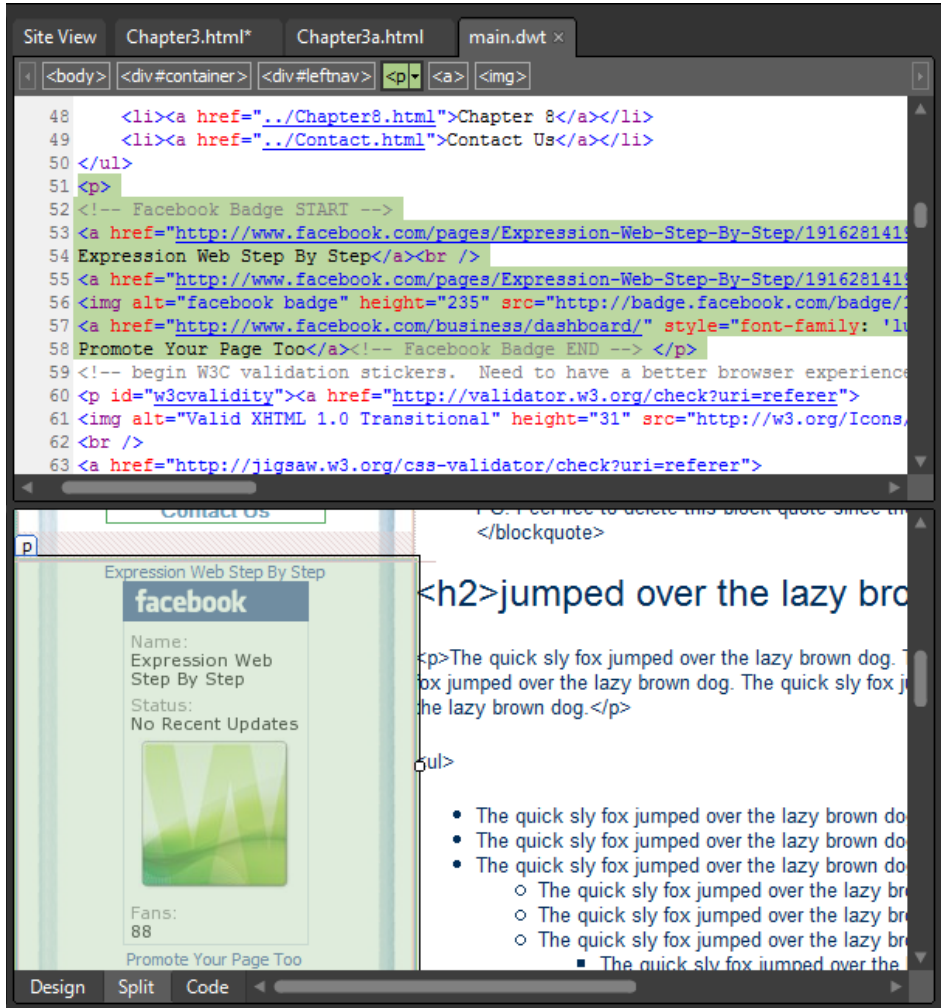 Site View Chapter3.html* Chapter3a.html main.dwt ×
<body> <div#container> <div#leftnav> <p> <a> <img>
48 <li><a href="../Chapter8.html">Chapter 8</a></li>
49 <li><a href="../Contact.html">Contact Us</a></li>
50 </ul>
51 <p>
52 <!-- Facebook Badge START -->
53 <a href="http://www.facebook.com/pages/Expression-Web-Step-By-Step/1916281419
54 Expression Web Step By Step</a><br />
55 <a href="http://www.facebook.com/pages/Expression-Web-Step-By-Step/1916281419
56 <img alt="facebook badge" height="235" src="http://badge.facebook.com/badge/1
57 <a href="http://www.facebook.com/business/dashboard/" style="font-family: 'lu
58 Promote Your Page Too</a><!-- Facebook Badge END --> </p>
59 <!-- begin W3C validation stickers.  Need to have a better browser experience
60 <p id="w3cvalidity"><a href="http://validator.w3.org/check?uri=referer">
61 <img alt="Valid XHTML 1.0 Transitional" height="31" src="http://w3.org/Icons/
62 <br />
63 <a href="http://jigsaw.w3.org/css-validator/check?uri=referer">
Contact Us
p
Expression Web Step By Step
facebook
Name:
Expression Web
Step By Step
Status:
No Recent Updates
Fans:
88
Promote Your Page Too
PG. Feel free to delete this block quote since the
</blockquote>
<h2>jumped over the lazy bro
<p>The quick sly fox jumped over the lazy brown dog. T
fox jumped over the lazy brown dog. The quick sly fox ju
the lazy brown dog.</p>
<ul>
• The quick sly fox jumped over the lazy brown do
• The quick sly fox jumped over the lazy brown do
• The quick sly fox jumped over the lazy brown do
○ The quick sly fox jumped over the lazy br
○ The quick sly fox jumped over the lazy br
○ The quick sly fox jumped over the lazy br
■ The quick sly fox jumped over the
Design Split Code